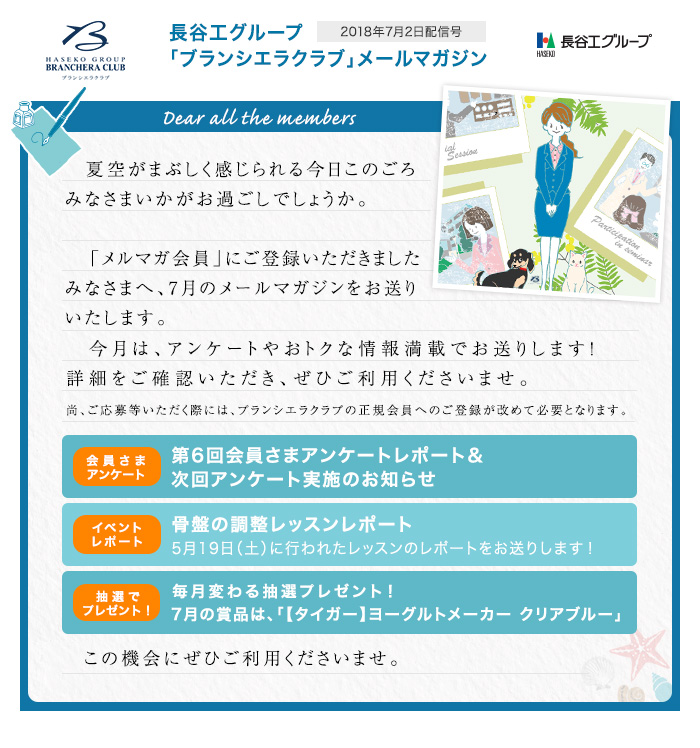 HASEKO GROUP
BRANCHERA CLUB
ブランシエラクラブ
長谷工グループ
2018年7月2日配信号
「ブランシエラクラブ」メールマガジン
HASEKO
長谷工グループ
Dear all the members
夏空がまぶしく感じられる今日このごろ
みなさまいかがお過ごしでしょうか。
「メルマガ会員」にご登録いただきました
みなさまへ、7月のメールマガジンをお送り
いたします。
今月は、アンケートやおトクな情報満載でお送りします!
詳細をご確認いただき、ぜひご利用くださいませ。
尚、ご応募等いただく際には、ブランシエラクラブの正規会員へのご登録が改めて必要となります。
ial
Session
Participation
in seminar
会員さま
アンケート
第6回会員さまアンケートレポート&
次回アンケート実施のお知らせ
イベント
レポート
骨盤の調整レッスンレポート
5月19日(土)に行われたレッスンのレポートをお送りします!
抽選で
プレゼント!
毎月変わる抽選プレゼント!
7月の賞品は、「【タイガー】ヨーグルトメーカー クリアブルー」
この機会にぜひご利用くださいませ。